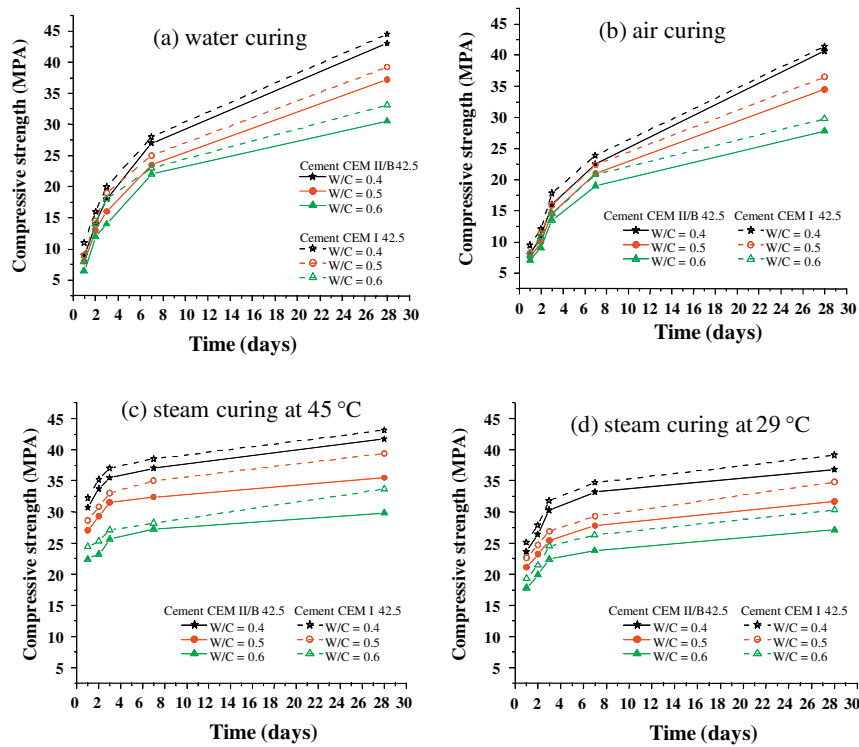 (a) water curing
Compressive strength (MPA)
45
40
35
30
25
20
15
10
5
Cement CEM II/B42.5
W/C = 0.4
W/C = 0.5
W/C = 0.6
Cement CEM I 42.5
W/C = 0.4
W/C = 0.5
W/C = 0.6
0 2 4 6 8 10 12 14 16 18 20 22 24 26 28 30
Time (days)
(b) air curing
Compressive strength (MPA)
45
40
35
30
25
20
15
10
5
Cement CEM II/B 42.5 Cement CEM I 42.5
W/C = 0.4 W/C = 0.4
W/C = 0.5 W/C = 0.5
W/C = 0.6 W/C = 0.6
0 2 4 6 8 10 12 14 16 18 20 22 24 26 28 30
Time (days)
(c) steam curing at 45 °C
Compressive strength (MPA)
45
40
35
30
25
20
15
10
5
Cement CEM II/B42.5 Cement CEM I 42.5
W/C = 0.4 W/C = 0.4
W/C = 0.5 W/C = 0.5
W/C = 0.6 W/C = 0.6
0 2 4 6 8 10 12 14 16 18 20 22 24 26 28 30
Time (days)
(d) steam curing at 29 °C
Compressive strength (MPA)
45
40
35
30
25
20
15
10
5
Cement CEM II/B42.5 Cement CEM I 42.5
W/C = 0.4 W/C = 0.4
W/C = 0.5 W/C = 0.5
W/C = 0.6 W/C = 0.6
0 2 4 6 8 10 12 14 16 18 20 22 24 26 28 30
Time (days)